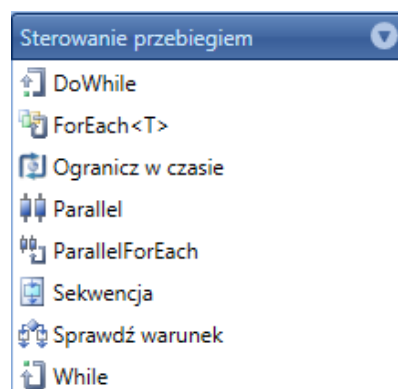 Sterowanie przebiegiem
DoWhile
ForEach<T>
Ogranicz w czasie
Parallel
ParallelForEach
Sekwencja
Sprawdź warunek
While